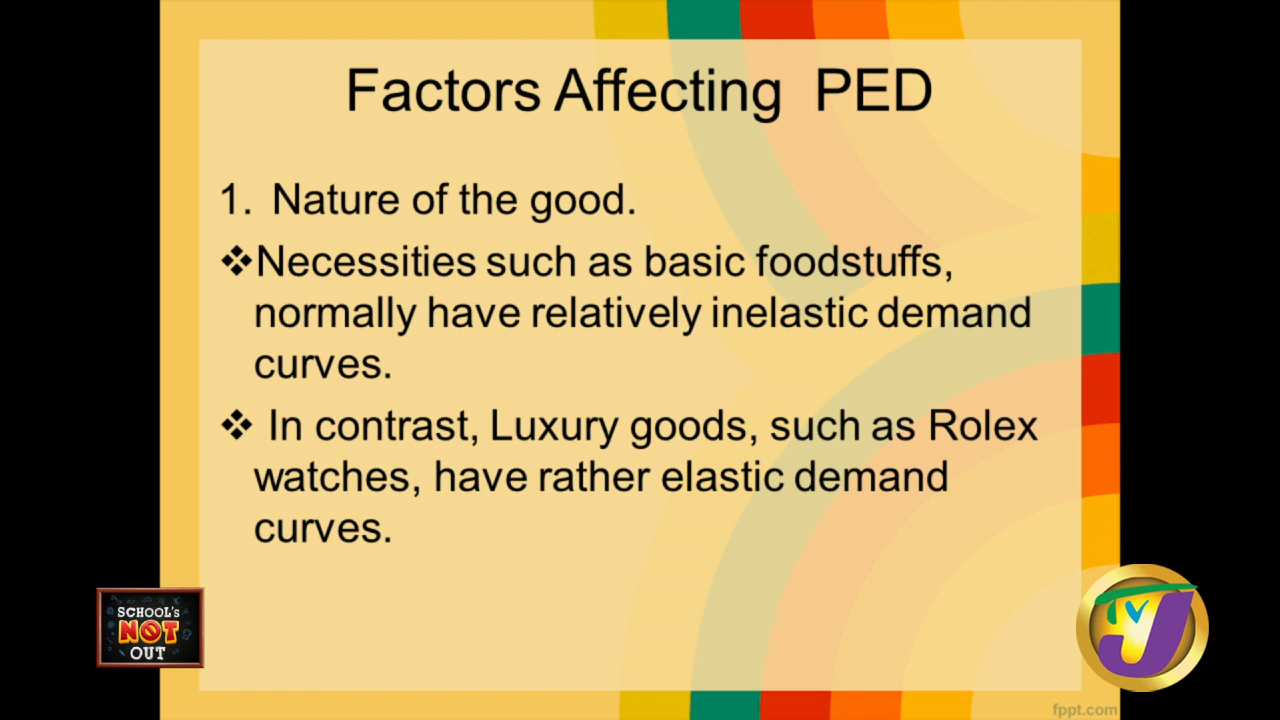 Factors Affecting PED
1. Nature of the good.
❖Necessities such as basic foodstuffs,
normally have relatively inelastic demand
curves.
❖ In contrast, Luxury goods, such as Rolex
watches, have rather elastic demand
curves.
SCHOOL's
NOT
OUT
TVJ
fppt.com